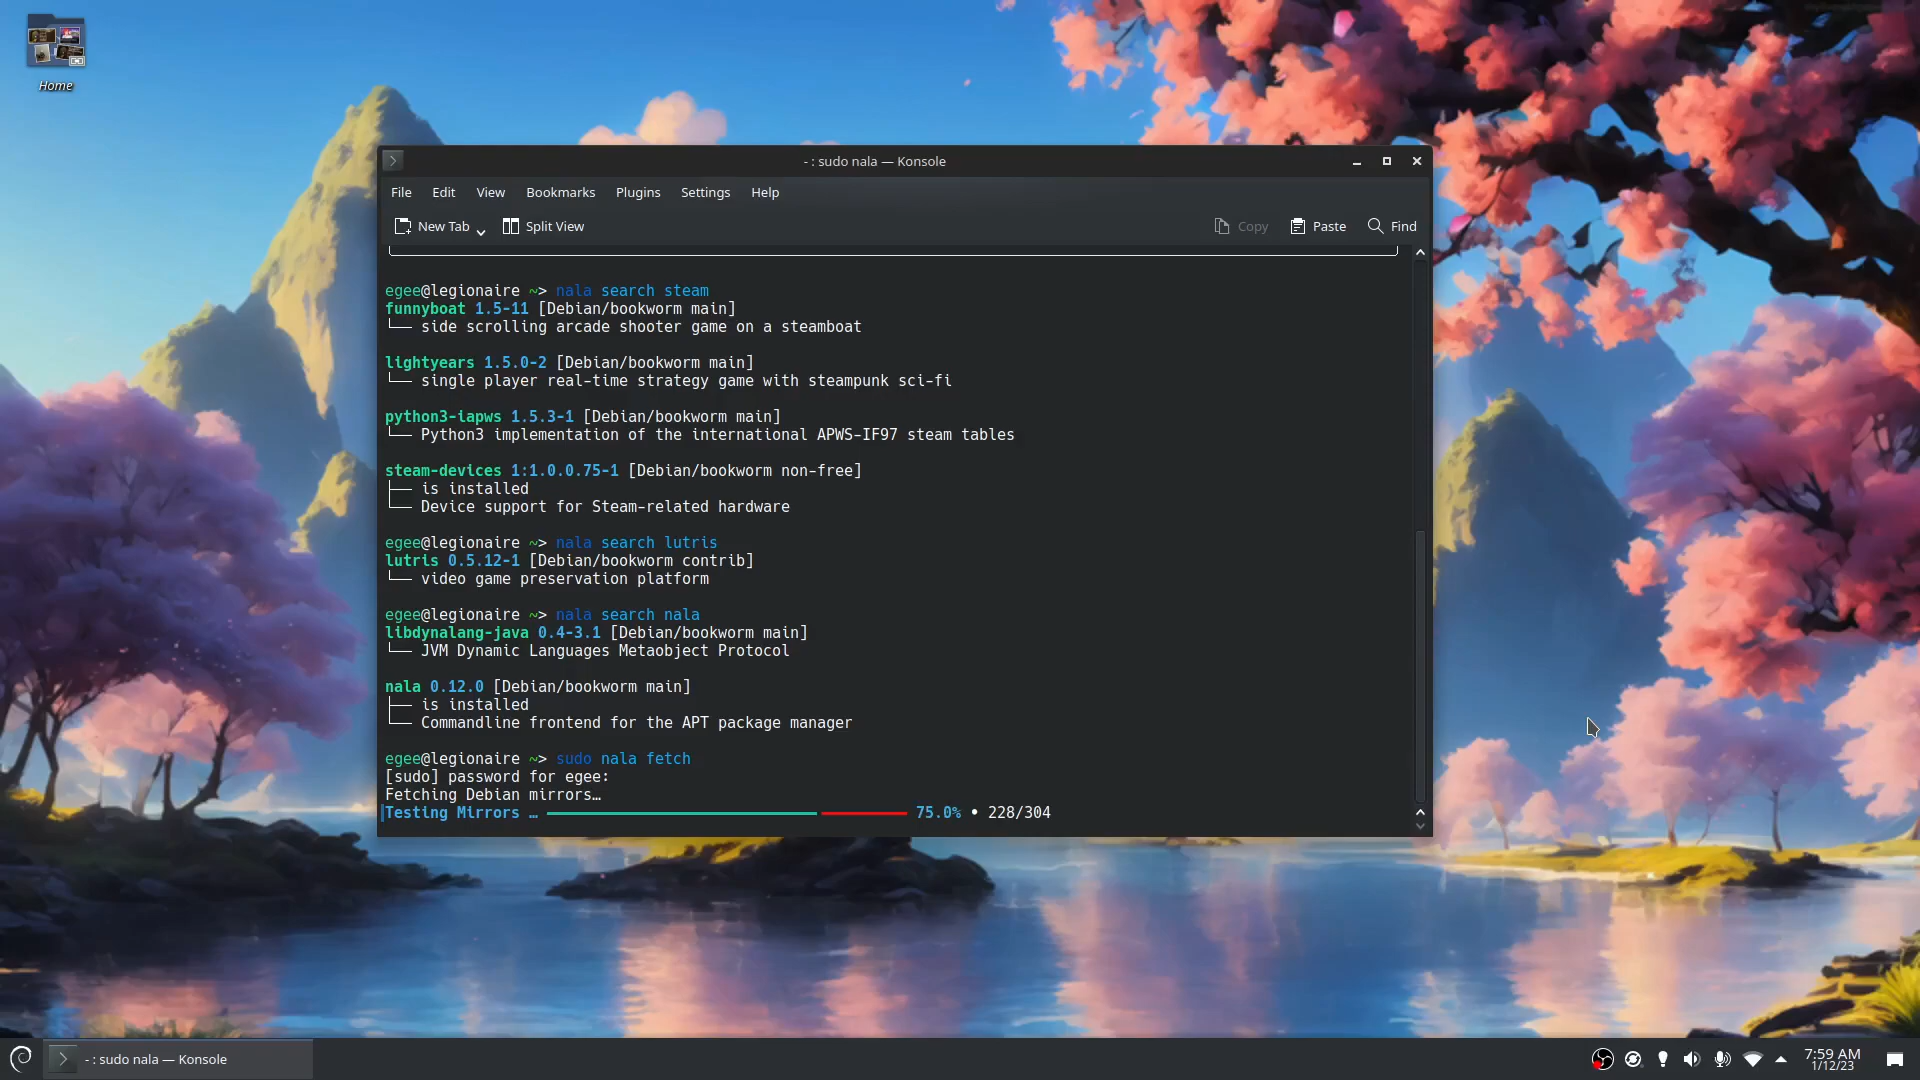 Home
- : sudo nala — Konsole
File Edit View Bookmarks Plugins Settings Help
New Tab Split View Copy Paste Find
egee@legionaire ~> nala search steam
funnyboat 1.5-11 [Debian/bookworm main]
└── side scrolling arcade shooter game on a steamboat
lightyears 1.5.0-2 [Debian/bookworm main]
└── single player real-time strategy game with steampunk sci-fi
python3-iapws 1.5.3-1 [Debian/bookworm main]
└── Python3 implementation of the international APWS-IF97 steam tables
steam-devices 1:1.0.0.75-1 [Debian/bookworm non-free]
├── is installed
└── Device support for Steam-related hardware
egee@legionaire ~> nala search lutris
lutris 0.5.12-1 [Debian/bookworm contrib]
└── video game preservation platform
egee@legionaire ~> nala search nala
libdynalang-java 0.4-3.1 [Debian/bookworm main]
└── JVM Dynamic Languages Metaobject Protocol
nala 0.12.0 [Debian/bookworm main]
├── is installed
└── Commandline frontend for the APT package manager
egee@legionaire ~> sudo nala fetch
[sudo] password for egee:
Fetching Debian mirrors…
Testing Mirrors … 75.0% • 228/304
- : sudo nala — Konsole
7:59 AM
1/12/23